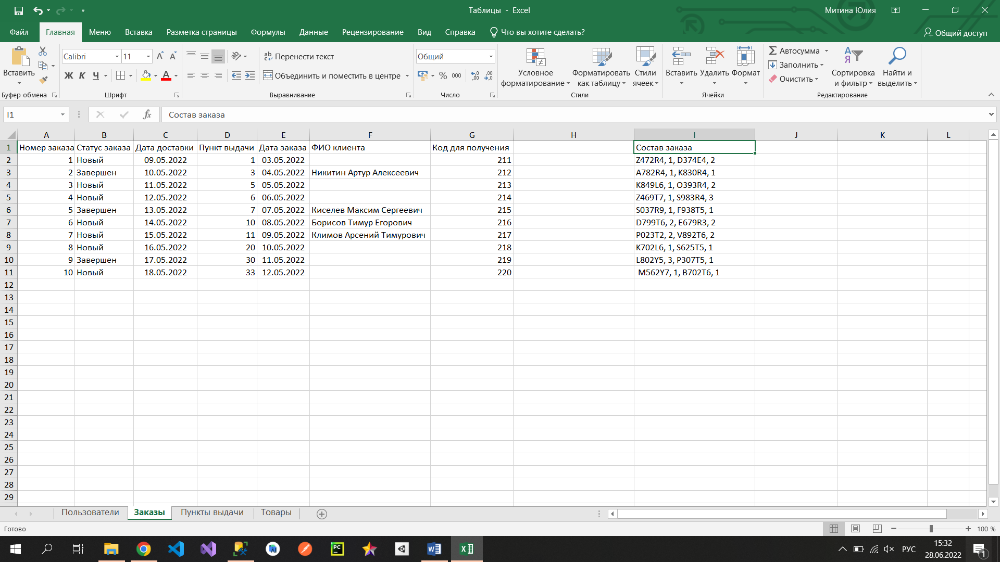 Таблицы - Excel
Митина Юлия
Файл Главная Меню Вставка Разметка страницы Формулы Данные Рецензирование Вид Справка Что вы хотите сделать? Общий доступ
Вставить
Буфер обмена
Calibri 11
Ж К Ч
Шрифт
Перенести текст
Объединить и поместить в центре
Выравнивание
Общий
% 000
Число
Условное форматирование
Форматировать как таблицу
Стили ячеек
Стили
Вставить Удалить Формат
Ячейки
Автосумма
Заполнить
Очистить
Сортировка и фильтр
Найти и выделить
Редактирование
I1 fx Состав заказа
A B C D E F G H I J K L
1 Номер заказа Статус заказа Дата доставки Пункт выдачи Дата заказа ФИО клиента Код для получения Состав заказа
2 1 Новый 09.05.2022 1 03.05.2022 211 Z472R4, 1, D374E4, 2
3 2 Завершен 10.05.2022 3 04.05.2022 Никитин Артур Алексеевич 212 A782R4, 1, K830R4, 1
4 3 Новый 11.05.2022 5 05.05.2022 213 K849L6, 1, O393R4, 2
5 4 Новый 12.05.2022 6 06.05.2022 214 Z469T7, 1, S983R4, 3
6 5 Завершен 13.05.2022 7 07.05.2022 Киселев Максим Сергеевич 215 S037R9, 1, F938T5, 1
7 6 Новый 14.05.2022 10 08.05.2022 Борисов Тимур Егорович 216 D799T6, 2, E679R3, 2
8 7 Новый 15.05.2022 11 09.05.2022 Климов Арсений Тимурович 217 P023T2, 2, V892T6, 2
9 8 Новый 16.05.2022 20 10.05.2022 218 K702L6, 1, S625T5, 1
10 9 Завершен 17.05.2022 30 11.05.2022 219 L802Y5, 3, P307T5, 1
11 10 Новый 18.05.2022 33 12.05.2022 220 M562Y7, 1, B702T6, 1
12
13
14
15
16
17
18
19
20
21
22
23
24
25
26
27
28
29
Пользователи Заказы Пункты выдачи Товары
Готово 100 %
РУС 15:32
28.06.2022 1